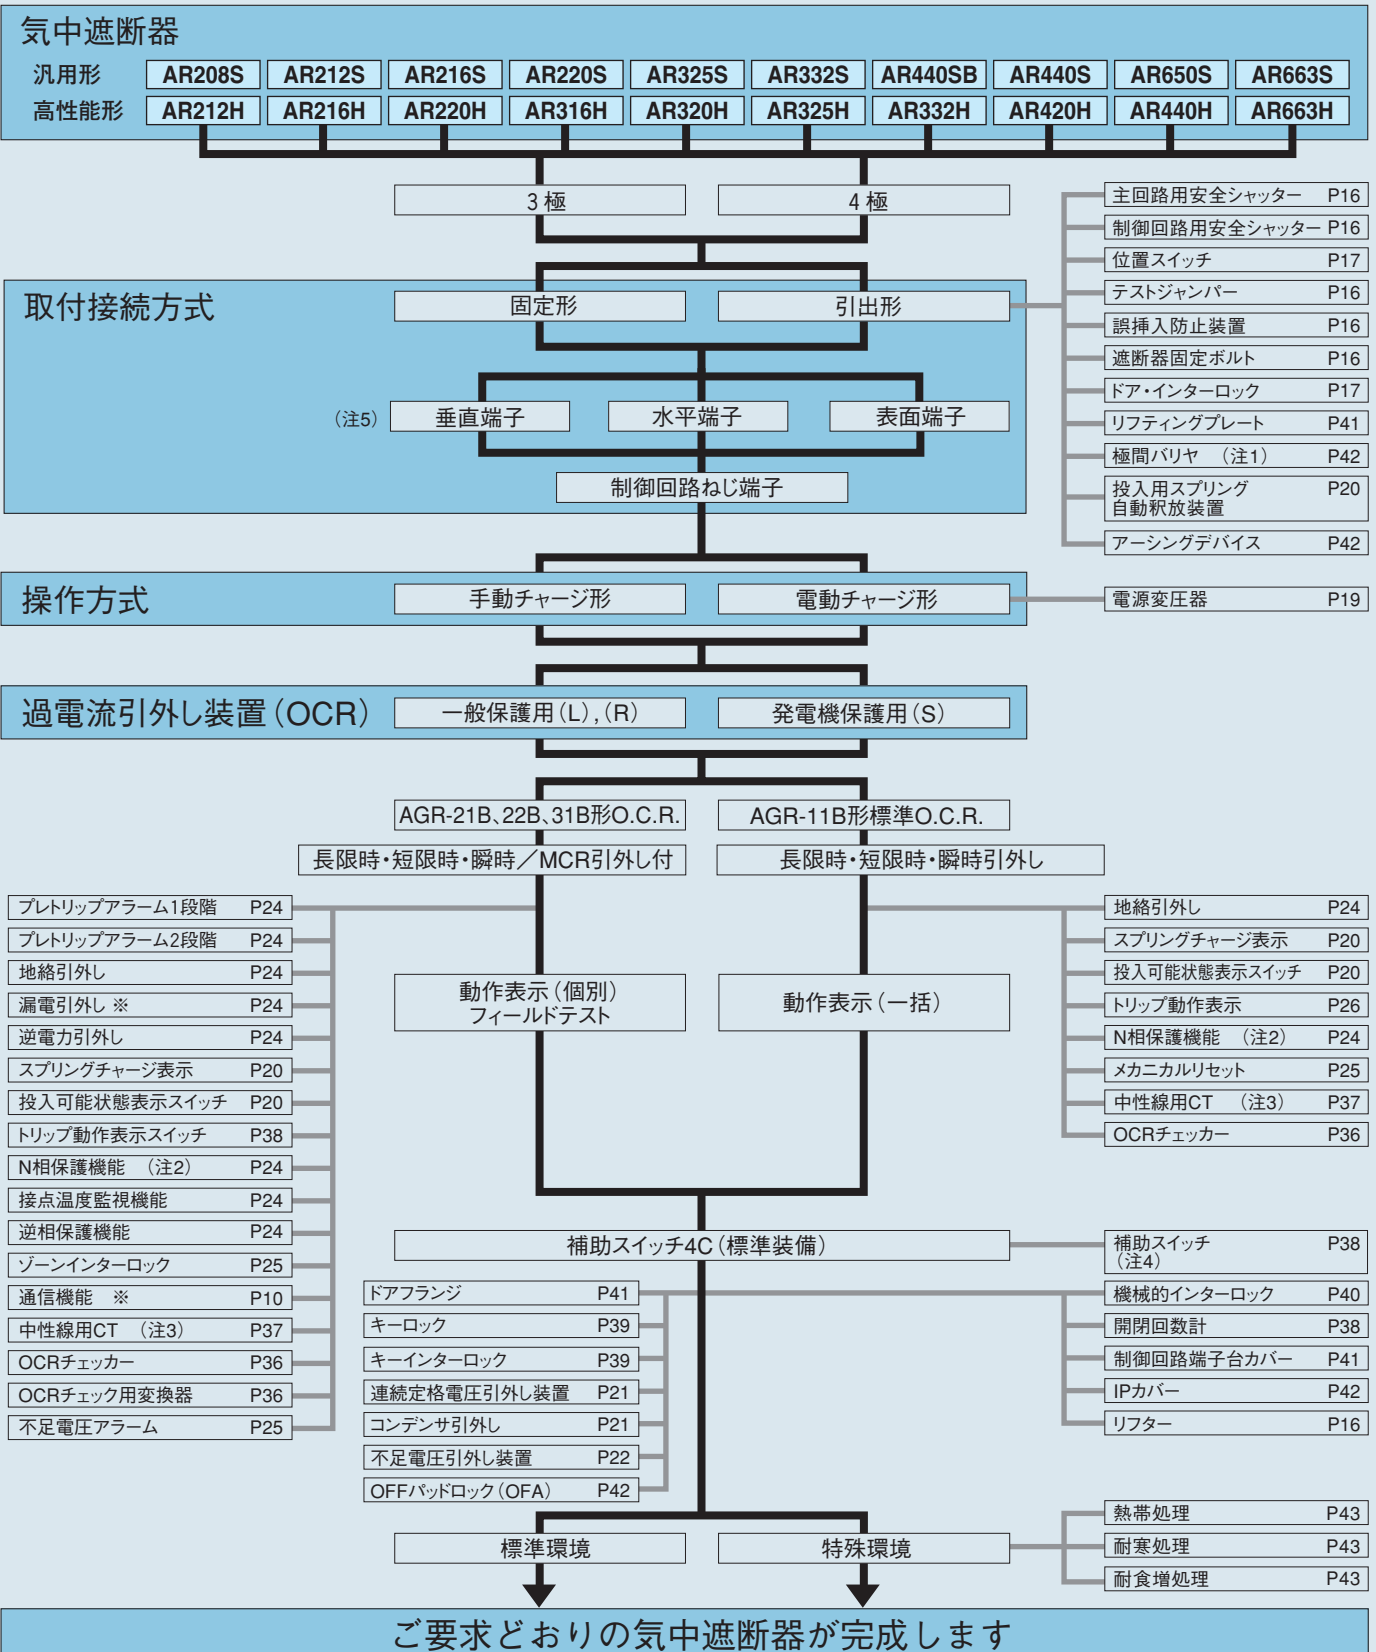 気中遮断器
汎用形 AR208S AR212S AR216S AR220S AR325S AR332S AR440SB AR440S AR650S AR663S
高性能形 AR212H AR216H AR220H AR316H AR320H AR325H AR332H AR420H AR440H AR663H
3 極 4 極
主回路用安全シャッター P16
制御回路用安全シャッター P16
位置スイッチ P17
テストジャンパー P16
誤挿入防止装置 P16
遮断器固定ボルト P16
ドア・インターロック P17
リフティングプレート P41
極間バリヤ （注1） P42
投入用スプリング P20
自動釈放装置
アーシングデバイス P42
取付接続方式
固定形 引出形
（注5） 垂直端子 水平端子 表面端子
制御回路ねじ端子
操作方式
手動チャージ形 電動チャージ形
電源変圧器 P19
過電流引外し装置（OCR）
一般保護用（L）,（R） 発電機保護用（S）
AGR-21B、22B、31B形O.C.R. AGR-11B形標準O.C.R.
長限時・短限時・瞬時／MCR引外し付 長限時・短限時・瞬時引外し
プレトリップアラーム1段階 P24
プレトリップアラーム2段階 P24
地絡引外し P24
漏電引外し ※ P24
逆電力引外し P24
スプリングチャージ表示 P20
投入可能状態表示スイッチ P20
トリップ動作表示スイッチ P38
N相保護機能 （注2） P24
接点温度監視機能 P24
逆相保護機能 P24
ゾーンインターロック P25
通信機能 ※ P10
中性線用CT （注3） P37
OCRチェッカー P36
OCRチェック用変換器 P36
不足電圧アラーム P25
動作表示（個別）
フィールドテスト
動作表示（一括）
地絡引外し P24
スプリングチャージ表示 P20
投入可能状態表示スイッチ P20
トリップ動作表示 P26
N相保護機能 （注2） P24
メカニカルリセット P25
中性線用CT （注3） P37
OCRチェッカー P36
補助スイッチ4C（標準装備）
補助スイッチ P38
（注4）
ドアフランジ P41
キーロック P39
キーインターロック P39
連続定格電圧引外し装置 P21
コンデンサ引外し P21
不足電圧引外し装置 P22
OFFパッドロック（OFA） P42
機械的インターロック P40
開閉回数計 P38
制御回路端子台カバー P41
IPカバー P42
リフター P16
標準環境 特殊環境
熱帯処理 P43
耐寒処理 P43
耐食増処理 P43
ご要求どおりの気中遮断器が完成します